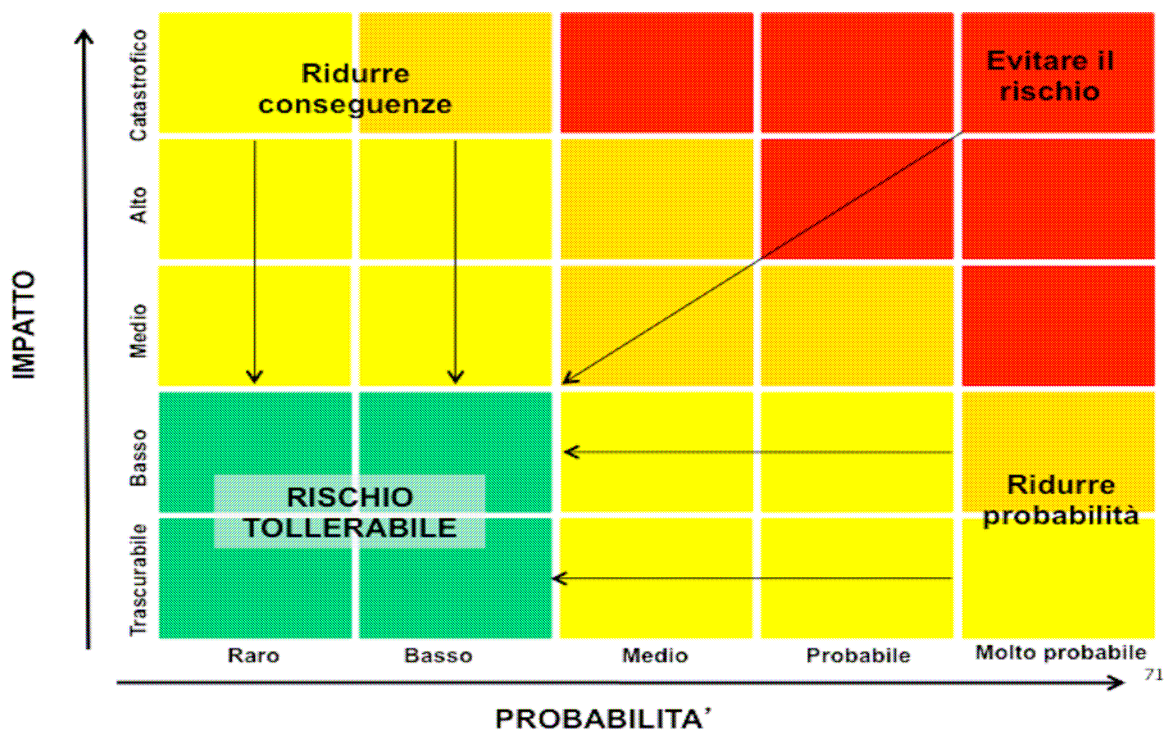 IMPATTO
Catastrofico
Alto
Medio
Basso
Trascurabile
Ridurre
conseguenze
Evitare il
rischio
RISCHIO
TOLLERABILE
Ridurre
probabilità
Raro
Basso
Medio
Probabile
Molto probabile
71
PROBABILITA’